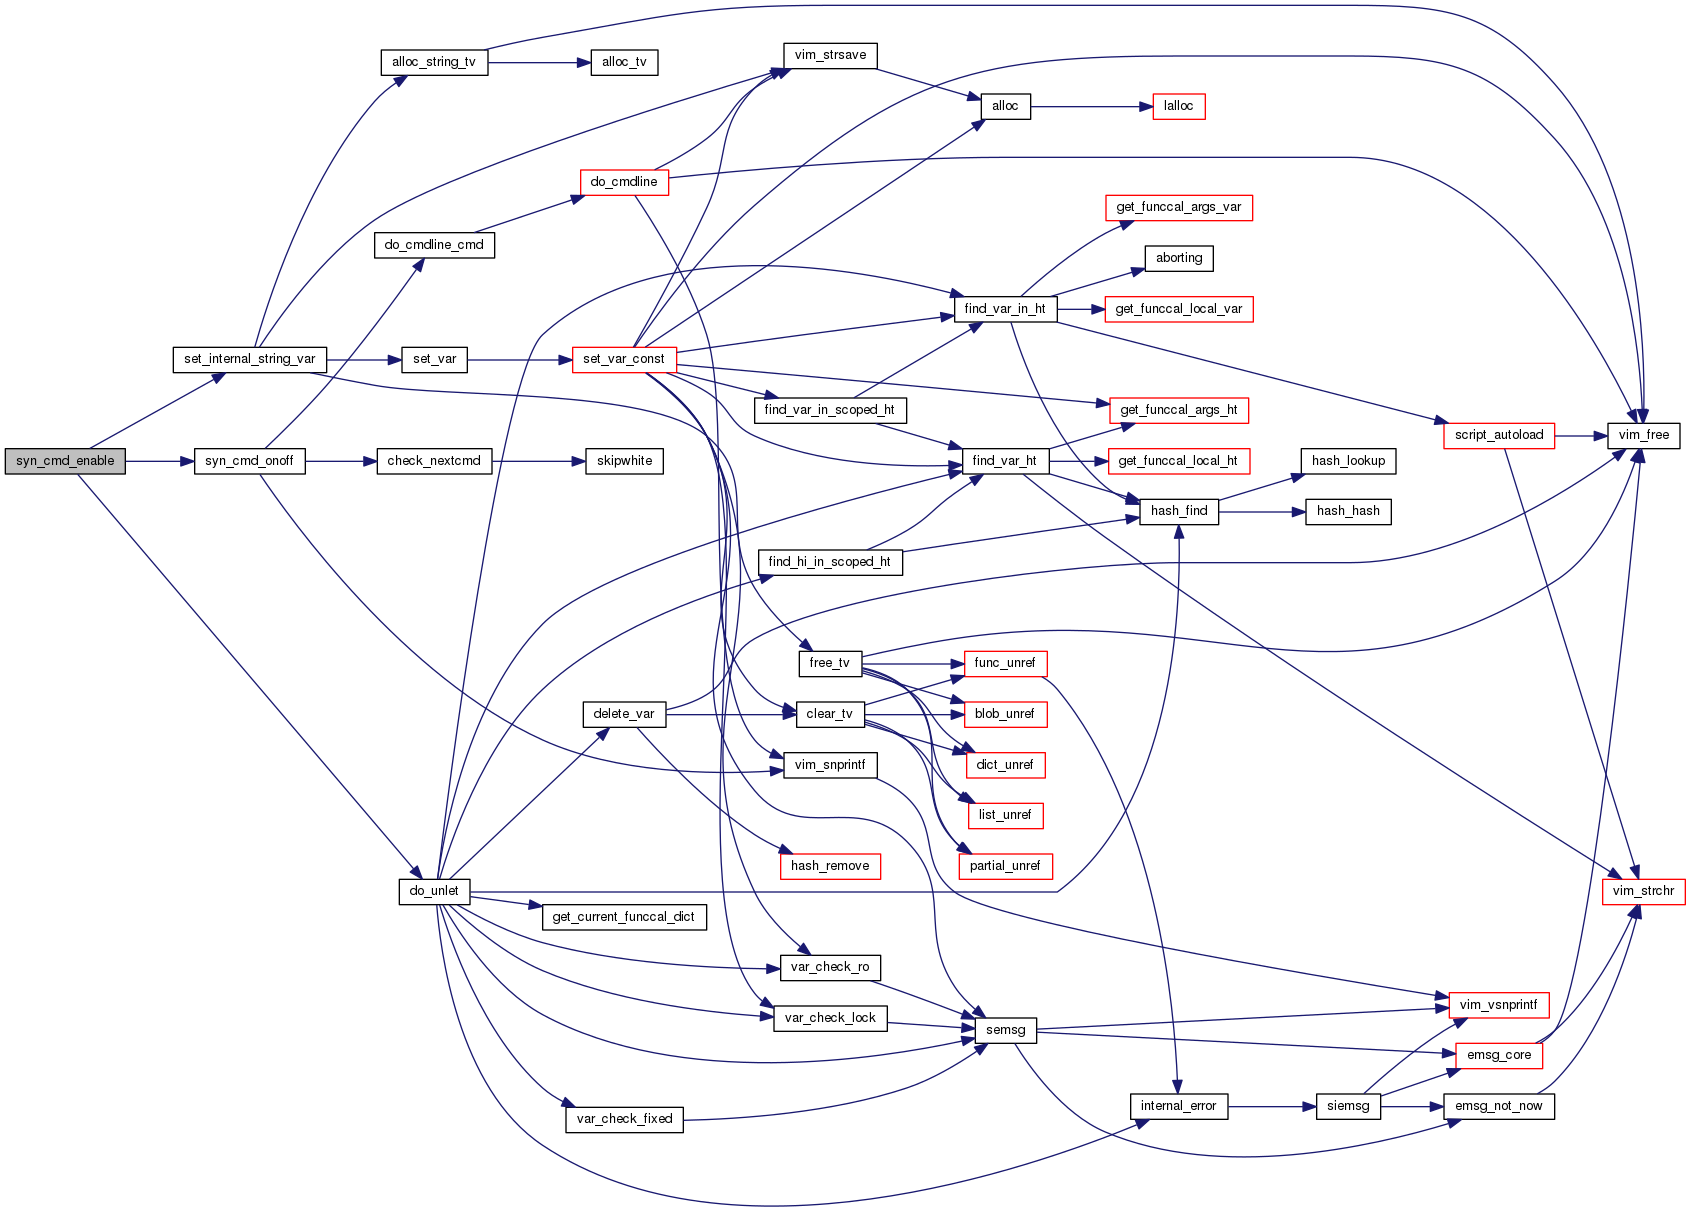 alloc_string_tv
alloc_tv
vim_strsave
alloc
lalloc
do_cmdline
get_funccal_args_var
do_cmdline_cmd
aborting
find_var_in_ht
get_funccal_local_var
set_internal_string_var
set_var
set_var_const
find_var_in_scoped_ht
get_funccal_args_ht
script_autoload
vim_free
syn_cmd_enable
syn_cmd_onoff
check_nextcmd
skipwhite
find_var_ht
get_funccal_local_ht
hash_lookup
hash_find
hash_hash
find_hi_in_scoped_ht
free_tv
func_unref
delete_var
clear_tv
blob_unref
vim_snprintf
dict_unref
list_unref
hash_remove
partial_unref
do_unlet
vim_strchr
get_current_funccal_dict
var_check_ro
vim_vsnprintf
var_check_lock
semsg
emsg_core
var_check_fixed
internal_error
siemsg
emsg_not_now